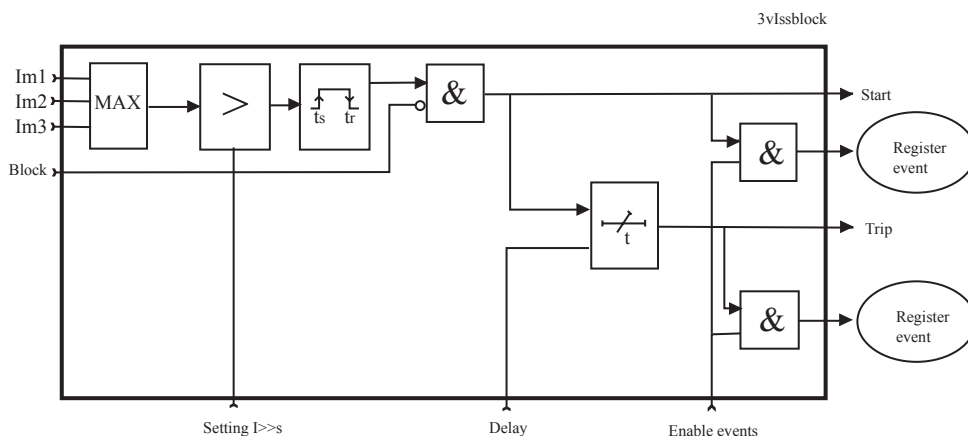 3vIssblock
Im1
Im2
Im3
MAX
>
ts
tr
&
Start
Block
&
Register
event
t
Trip
&
Register
event
Setting I>>s
Delay
Enable events